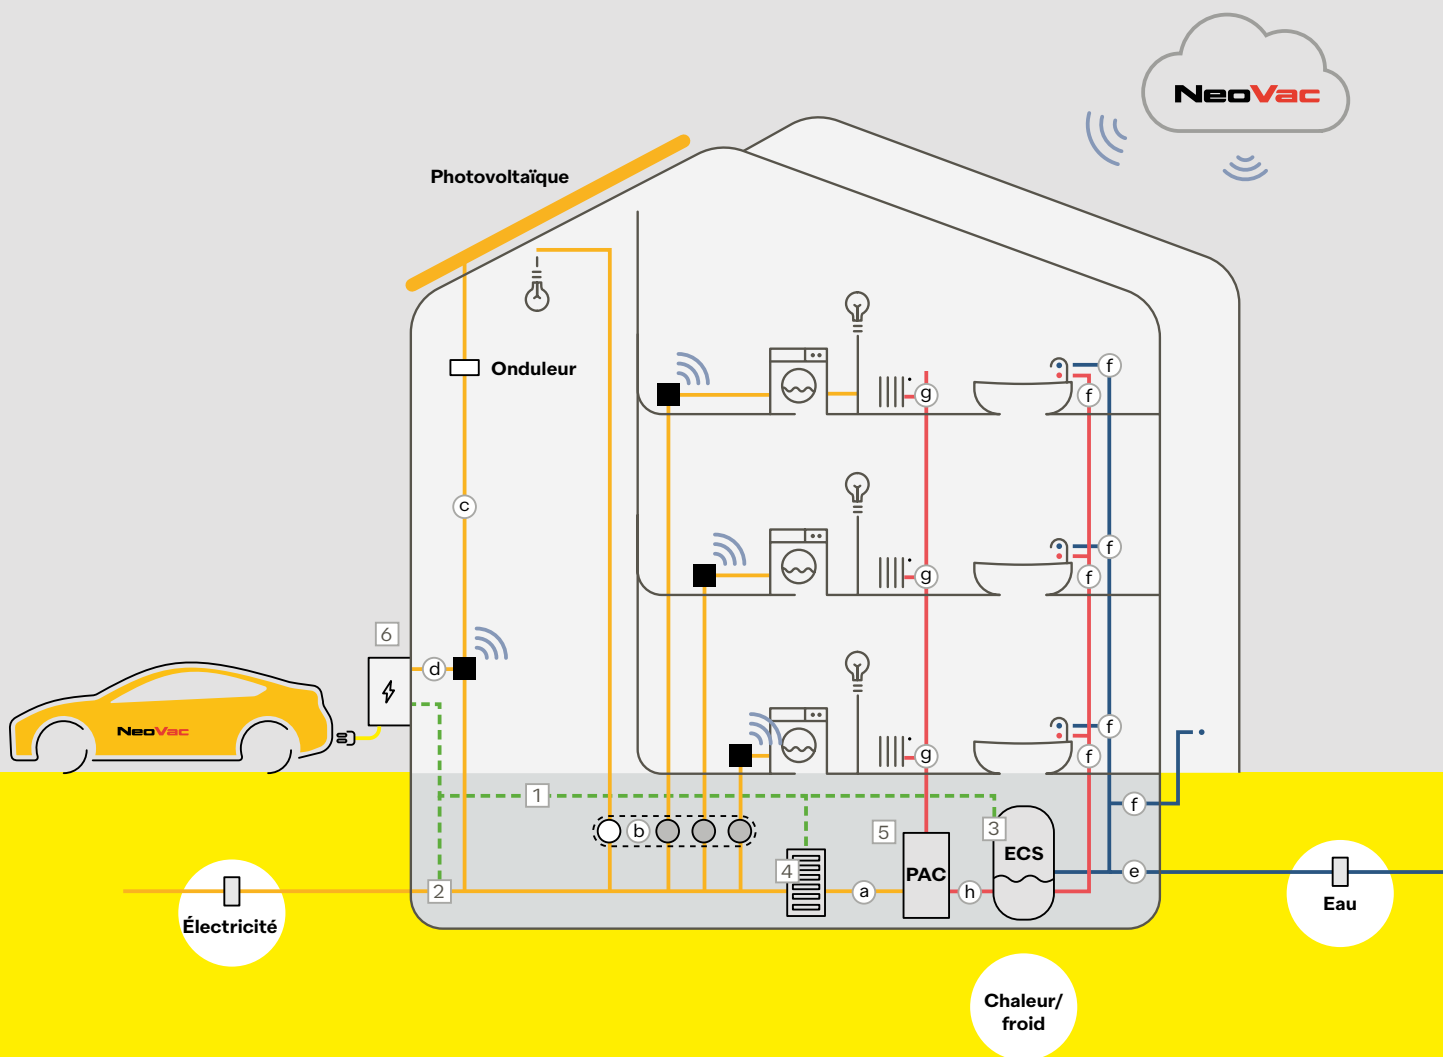 NeoVac
Photovoltaïque
Onduleur
f
g
f
c
f
g
f
6
d
NeoVac
f
g
f
1
f
b
5
3
ECS
4
PAC
2
a
h
e
Électricité
Eau
Chaleur/
froid